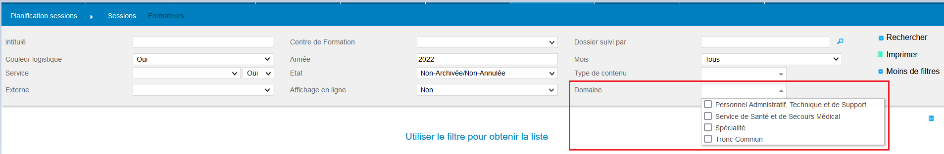 Planification sessions ▸ Sessions Formateurs
Intitulé Centre de Formation Dossier suivi par Rechercher
Couleur logistique Oui Année 2022 Mois Tous Imprimer
Service Oui Etat Non-Archivée/Non-Annulée Type de contenu Moins de filtres
Externe Affichage en ligne Non Domaine
Personnel Admnistratif, Technique et de Support
Service de Santé et de Secours Médical
Spécialité
Tronc Commun
Utiliser le filtre pour obtenir la liste